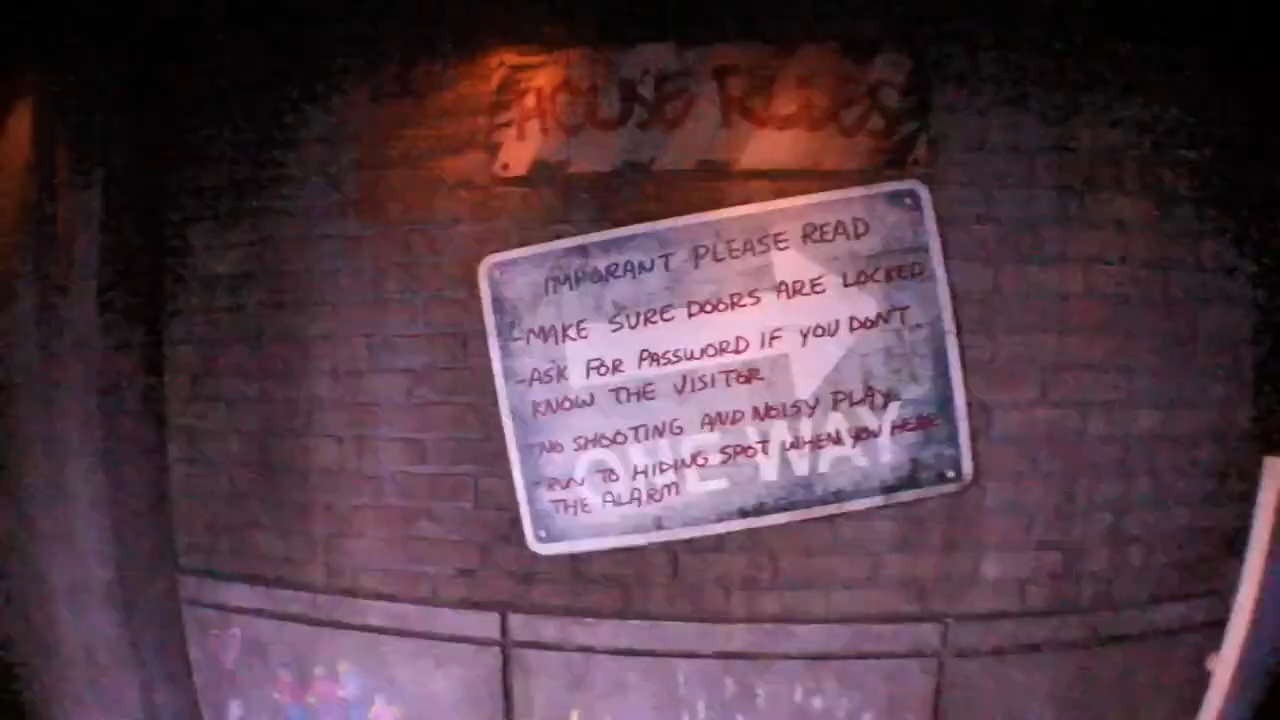 HOUSE RULES
IMPORANT PLEASE READ
-MAKE SURE DOORS ARE LOCKED
-ASK FOR PASSWORD IF YOU DON'T
KNOW THE VISITOR
-NO SHOOTING AND NOISY PLAY
-RUN TO HIDING SPOT WHEN YOU HEAR
THE ALARM
ONE WAY